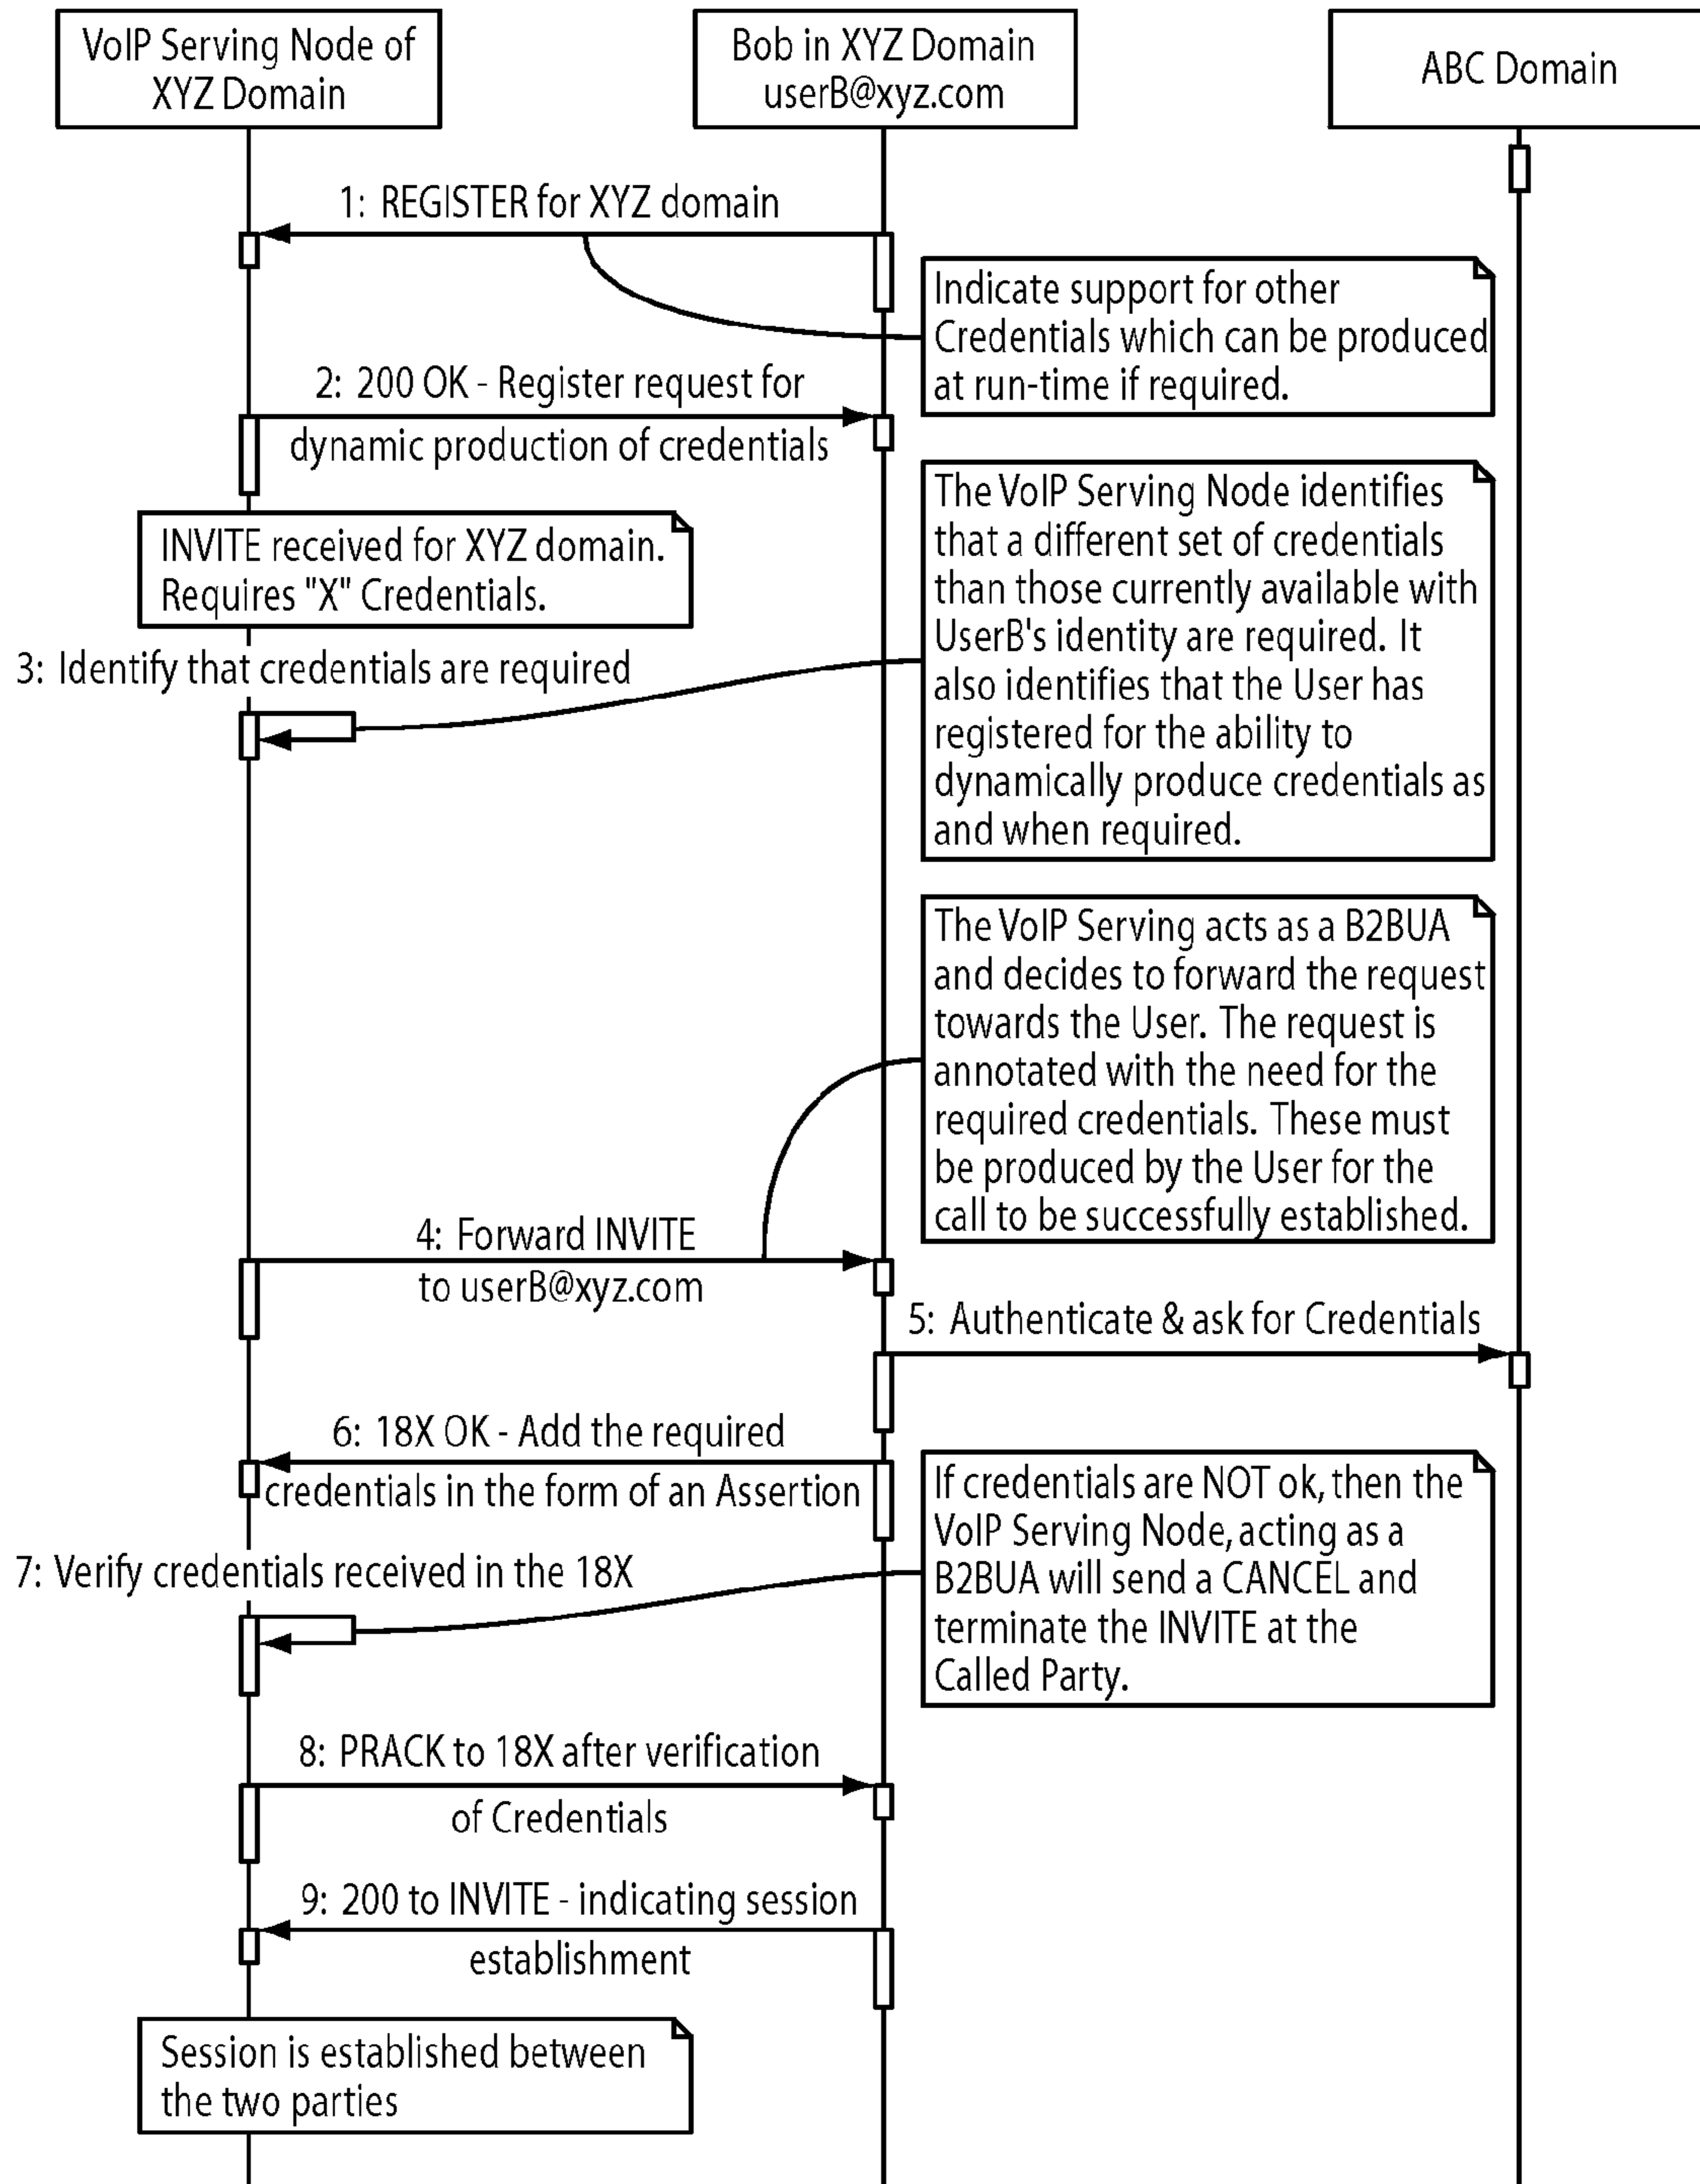 VoIP Serving Node of
XYZ Domain
Bob in XYZ Domain
userB@xyz.com
ABC Domain
1: REGISTER for XYZ domain
Indicate support for other
Credentials which can be produced
at run-time if required.
2: 200 OK - Register request for
dynamic production of credentials
The VoIP Serving Node identifies
that a different set of credentials
than those currently available with
UserB's identity are required. It
also identifies that the User has
registered for the ability to
dynamically produce credentials as
and when required.
INVITE received for XYZ domain.
Requires "X" Credentials.
3: Identify that credentials are required
The VoIP Serving acts as a B2BUA
and decides to forward the request
towards the User. The request is
annotated with the need for the
required credentials. These must
be produced by the User for the
call to be successfully established.
4: Forward INVITE
to userB@xyz.com
5: Authenticate & ask for Credentials
6: 18X OK - Add the required
credentials in the form of an Assertion
If credentials are NOT ok, then the
VoIP Serving Node, acting as a
B2BUA will send a CANCEL and
terminate the INVITE at the
Called Party.
7: Verify credentials received in the 18X
8: PRACK to 18X after verification
of Credentials
9: 200 to INVITE - indicating session
establishment
Session is established between
the two parties